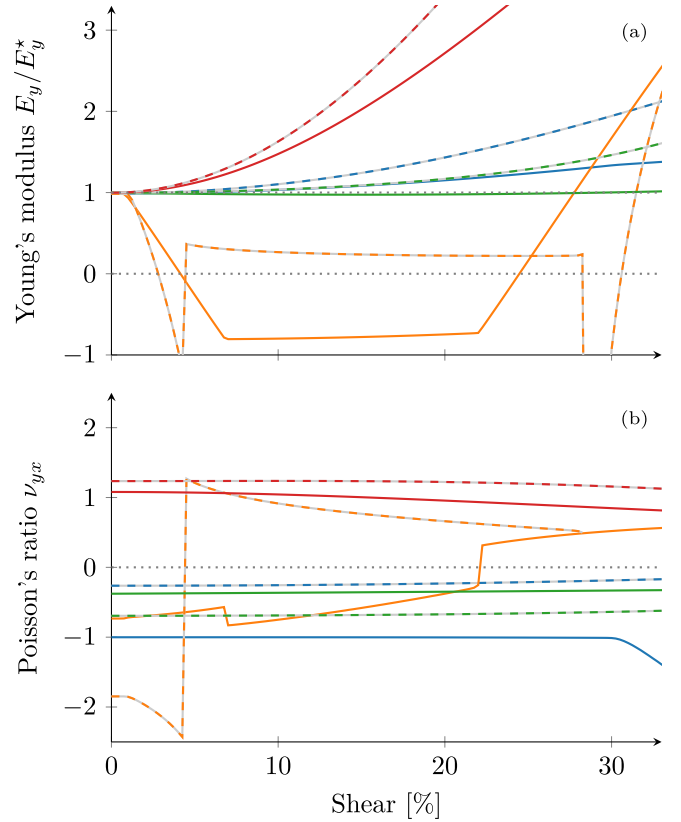 (a)
Young's modulus E_y/E_y^⋆
3
2
1
0
−1
(b)
Poisson's ratio ν_yx
2
1
0
−1
−2
0 10 20 30
Shear [%]